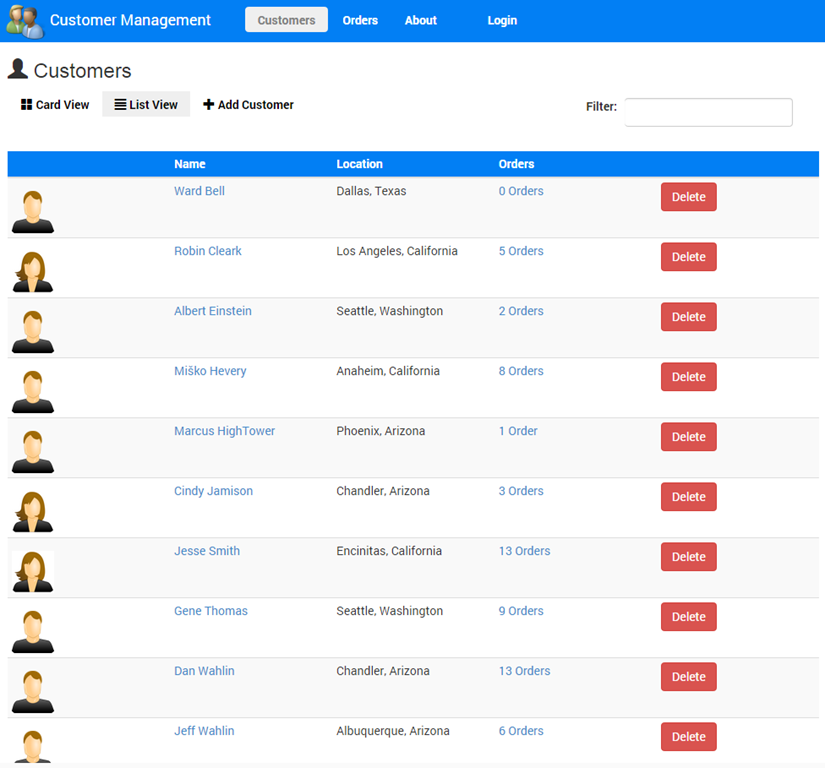 Customer Management Customers Orders About Login
Customers
Card View List View Add Customer Filter:
Name Location Orders
Ward Bell Dallas, Texas 0 Orders Delete
Robin Cleark Los Angeles, California 5 Orders Delete
Albert Einstein Seattle, Washington 2 Orders Delete
Miško Hevery Anaheim, California 8 Orders Delete
Marcus HighTower Phoenix, Arizona 1 Order Delete
Cindy Jamison Chandler, Arizona 3 Orders Delete
Jesse Smith Encinitas, California 13 Orders Delete
Gene Thomas Seattle, Washington 9 Orders Delete
Dan Wahlin Chandler, Arizona 13 Orders Delete
Jeff Wahlin Albuquerque, Arizona 6 Orders Delete